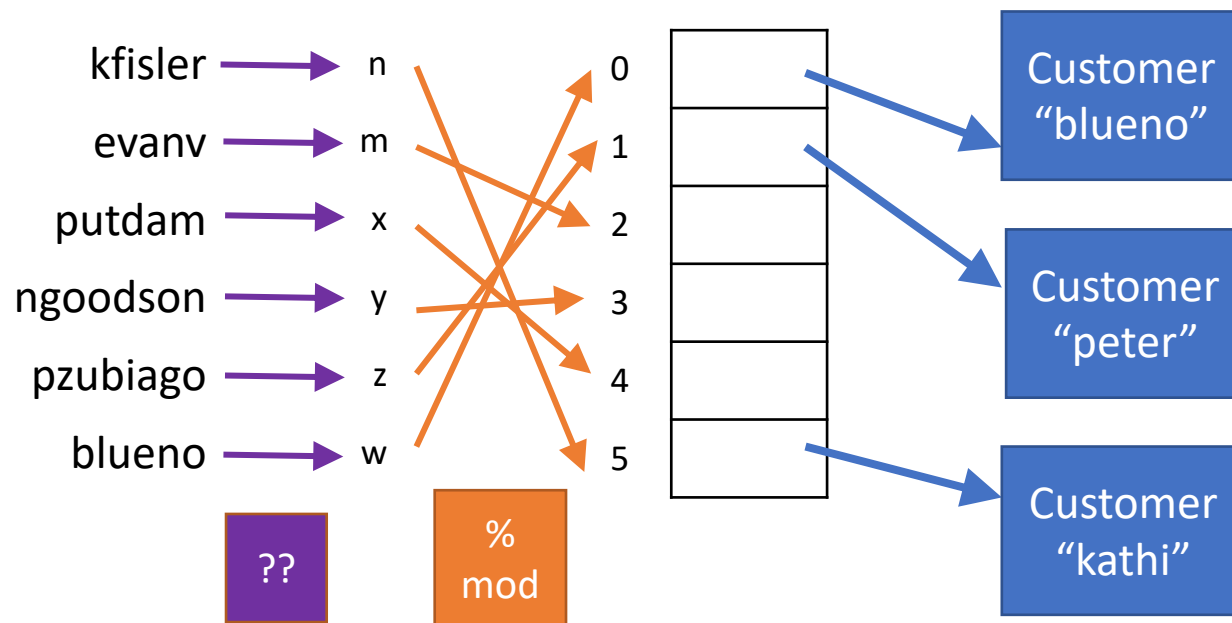 kfisler n 0
evanv m 1
putdam x 2
ngoodson y 3
pzubiago z 4
blueno w 5
??
%
mod
Customer
“blueno”
Customer
“peter”
Customer
“kathi”